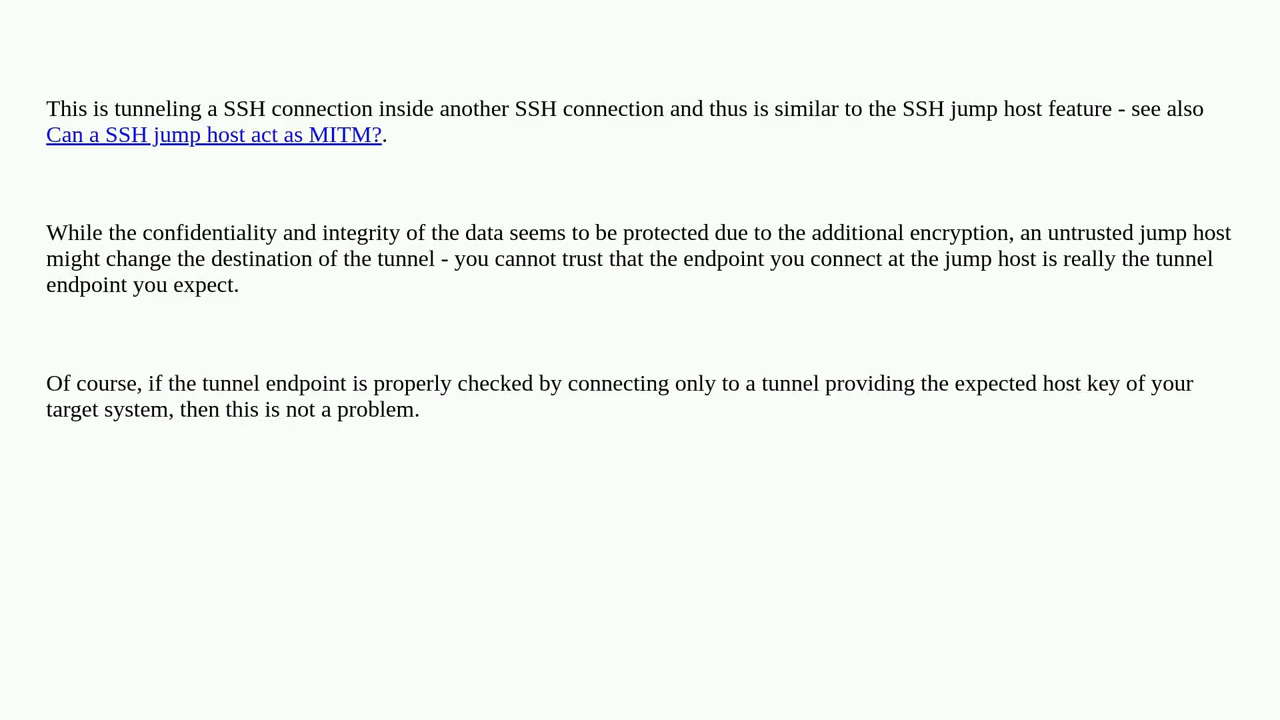 This is tunneling a SSH connection inside another SSH connection and thus is similar to the SSH jump host feature - see also
Can a SSH jump host act as MITM?.
While the confidentiality and integrity of the data seems to be protected due to the additional encryption, an untrusted jump host
might change the destination of the tunnel - you cannot trust that the endpoint you connect at the jump host is really the tunnel
endpoint you expect.
Of course, if the tunnel endpoint is properly checked by connecting only to a tunnel providing the expected host key of your
target system, then this is not a problem.